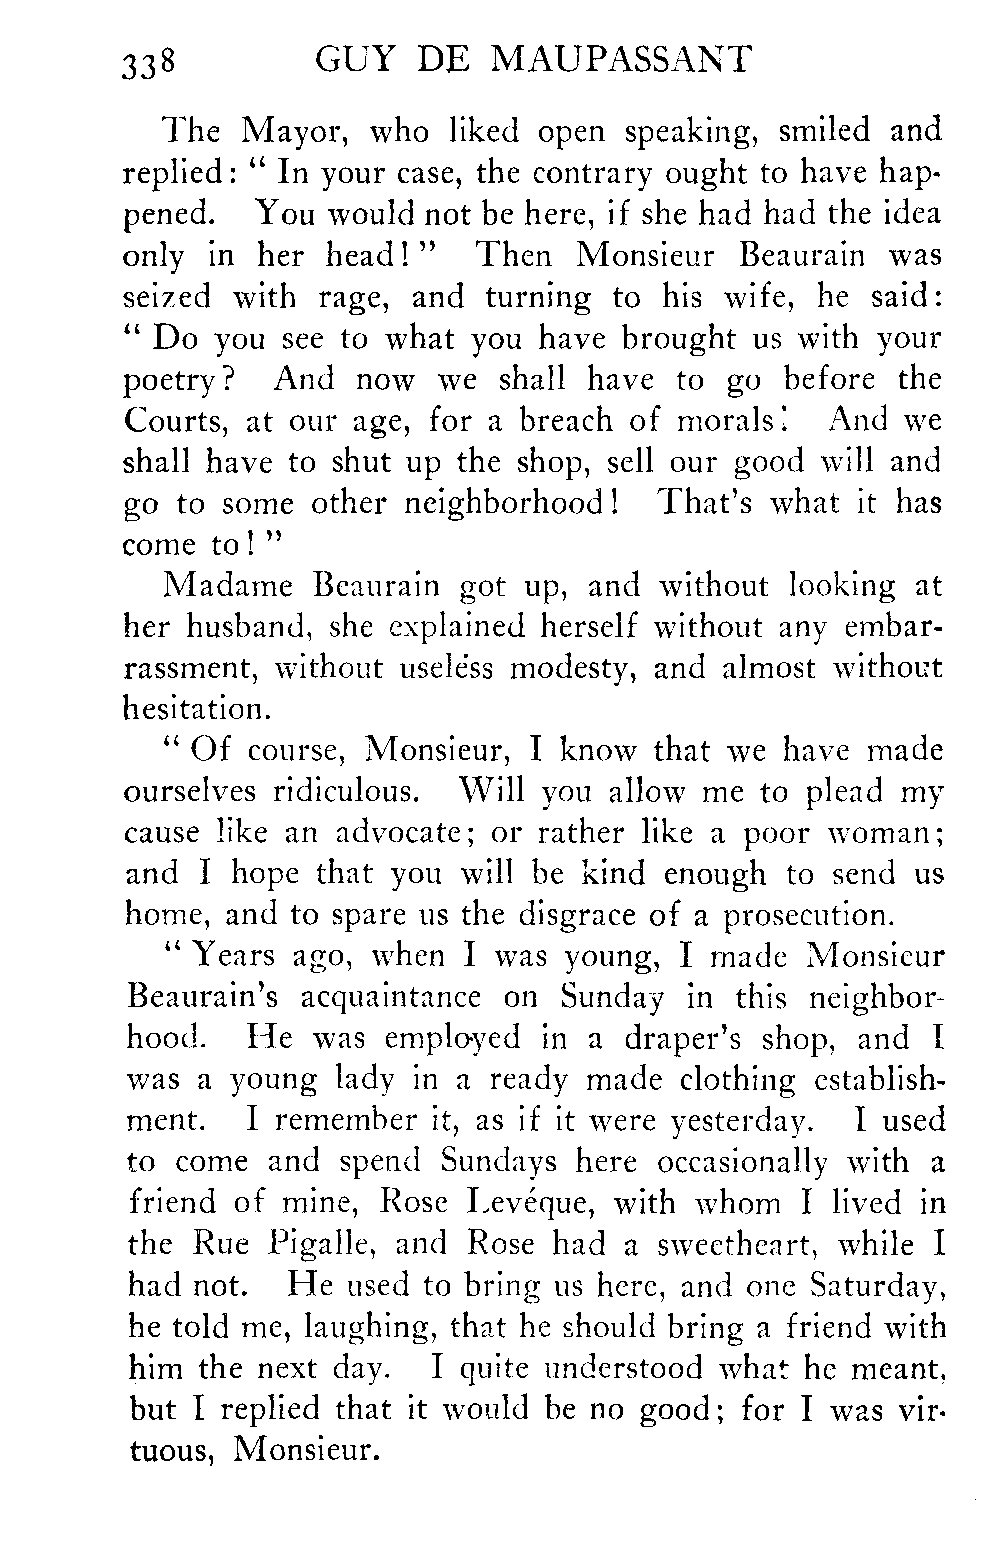 338 GUY DE MAUPASSANT
The Mayor, who liked open speaking, smiled and
replied: “ In your case, the contrary ought to have hap-
pened. You would not be here, if she had had the idea
only in her head! ” Then Monsieur Beaurain was
seized with rage, and turning to his wife, he said:
“ Do you see to what you have brought us with your
poetry? And now we shall have to go before the
Courts, at our age, for a breach of morals! And we
shall have to shut up the shop, sell our good will and
go to some other neighborhood! That's what it has
come to! ”
Madame Beaurain got up, and without looking at
her husband, she explained herself without any embar-
rassment, without useless modesty, and almost without
hesitation.
“ Of course, Monsieur, I know that we have made
ourselves ridiculous. Will you allow me to plead my
cause like an advocate; or rather like a poor woman;
and I hope that you will be kind enough to send us
home, and to spare us the disgrace of a prosecution.
“ Years ago, when I was young, I made Monsieur
Beaurain's acquaintance on Sunday in this neighbor-
hood. He was employed in a draper's shop, and I
was a young lady in a ready made clothing establish-
ment. I remember it, as if it were yesterday. I used
to come and spend Sundays here occasionally with a
friend of mine, Rose Levéque, with whom I lived in
the Rue Pigalle, and Rose had a sweetheart, while I
had not. He used to bring us here, and one Saturday,
he told me, laughing, that he should bring a friend with
him the next day. I quite understood what he meant,
but I replied that it would be no good; for I was vir-
tuous, Monsieur.